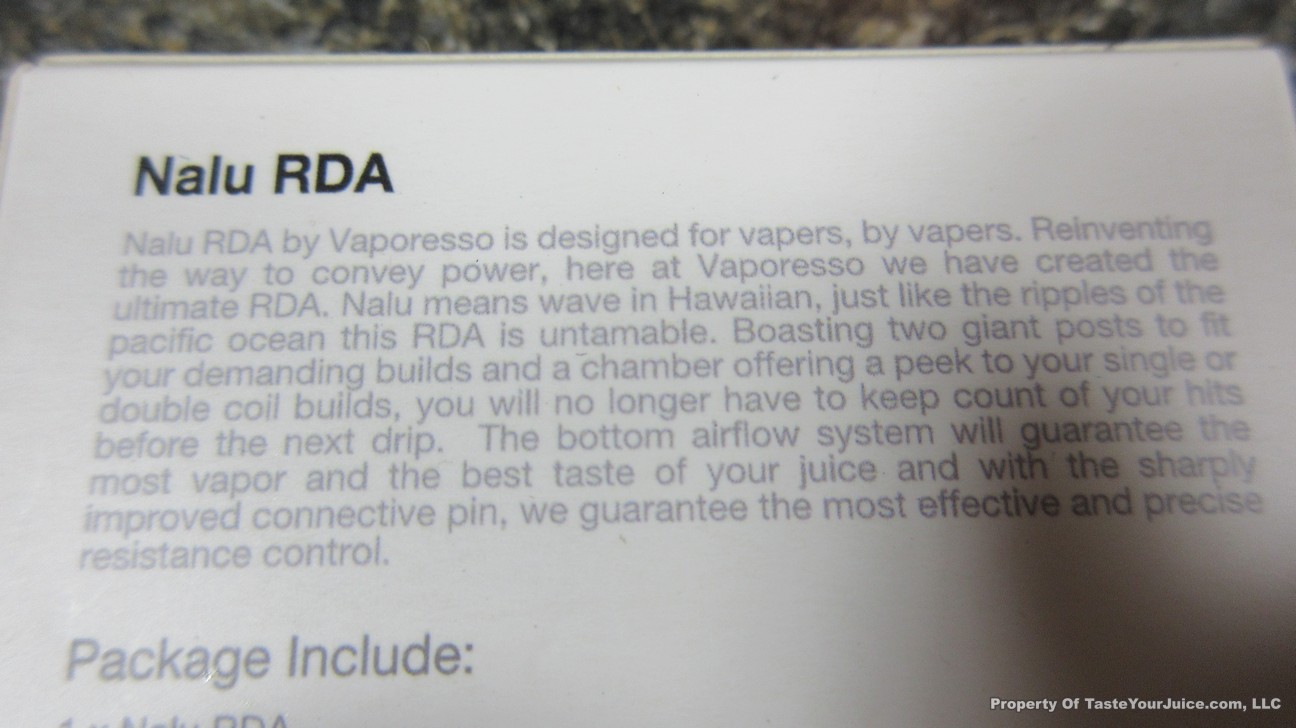 Nalu RDA
Nalu RDA by Vaporesso is designed for vapers, by vapers. Reinventing
the way to convey power, here at Vaporesso we have created the
ultimate RDA. Nalu means wave in Hawaiian, just like the ripples of the
pacific ocean this RDA is untamable. Boasting two giant posts to fit
your demanding builds and a chamber offering a peek to your single or
double coil builds, you will no longer have to keep count of your hits
before the next drip. The bottom airflow system will guarantee the
most vapor and the best taste of your juice and with the sharply
improved connective pin, we guarantee the most effective and precise
resistance control.
Package Include:
1 x Nalu RDA
Property Of TasteYourJuice.com, LLC